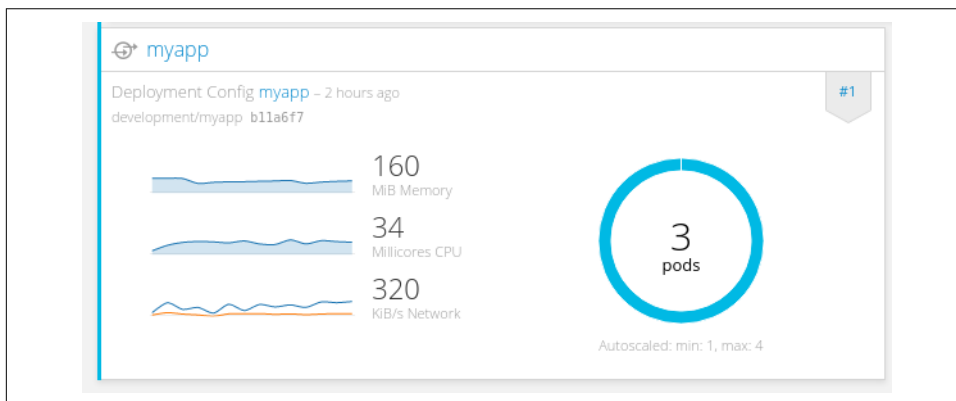 myapp
Deployment Config myapp – 2 hours ago
#1
development/myapp b11a6f7
160
MiB Memory
34
Millicores CPU
320
KiB/s Network
3
pods
Autoscaled: min: 1, max: 4